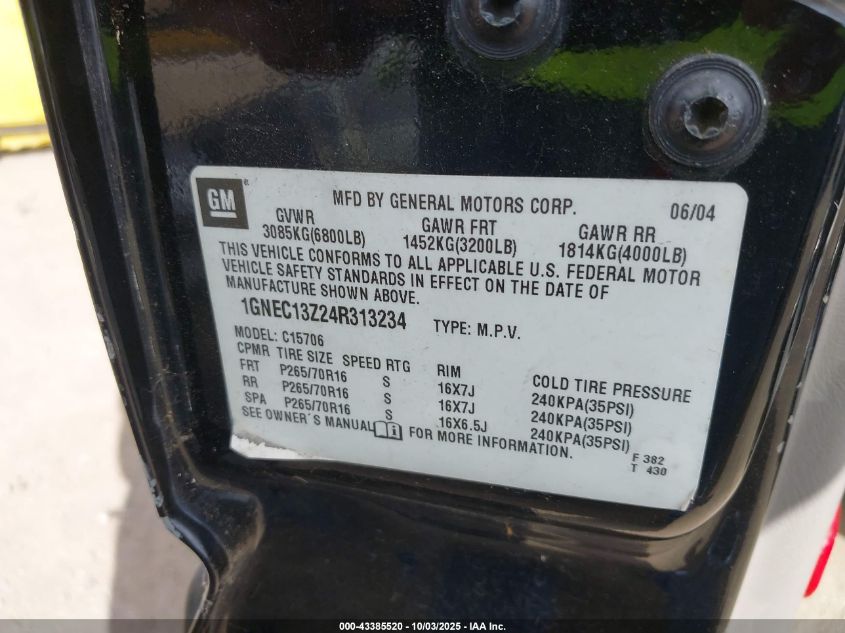 GM
MFD BY GENERAL MOTORS CORP. 06/04
GVWR GAWR FRT GAWR RR
3085KG(6800LB) 1452KG(3200LB) 1814KG(4000LB)
THIS VEHICLE CONFORMS TO ALL APPLICABLE U.S. FEDERAL MOTOR
VEHICLE SAFETY STANDARDS IN EFFECT ON THE DATE OF
MANUFACTURE SHOWN ABOVE.
1GNEC13Z24R313234 TYPE: M.P.V.
MODEL: C15706
CPMR TIRE SIZE SPEED RTG RIM COLD TIRE PRESSURE
FRT P265/70R16 S 16X7J 240KPA(35PSI)
RR P265/70R16 S 16X7J 240KPA(35PSI)
SPA P265/70R16 S 16X6.5J 240KPA(35PSI)
SEE OWNER'S MANUAL FOR MORE INFORMATION.
F 382
T 430
000-43385520 - 10/03/2025 - IAA Inc.